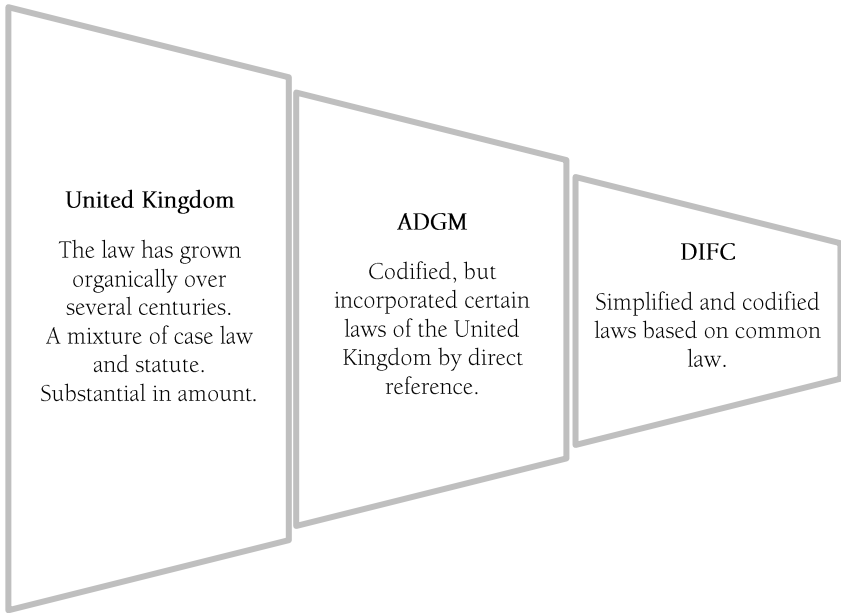 United Kingdom
The law has grown
organically over
several centuries.
A mixture of case law
and statute.
Substantial in amount.
ADGM
Codified, but
incorporated certain
laws of the United
Kingdom by direct
reference.
DIFC
Simplified and codified
laws based on common
law.